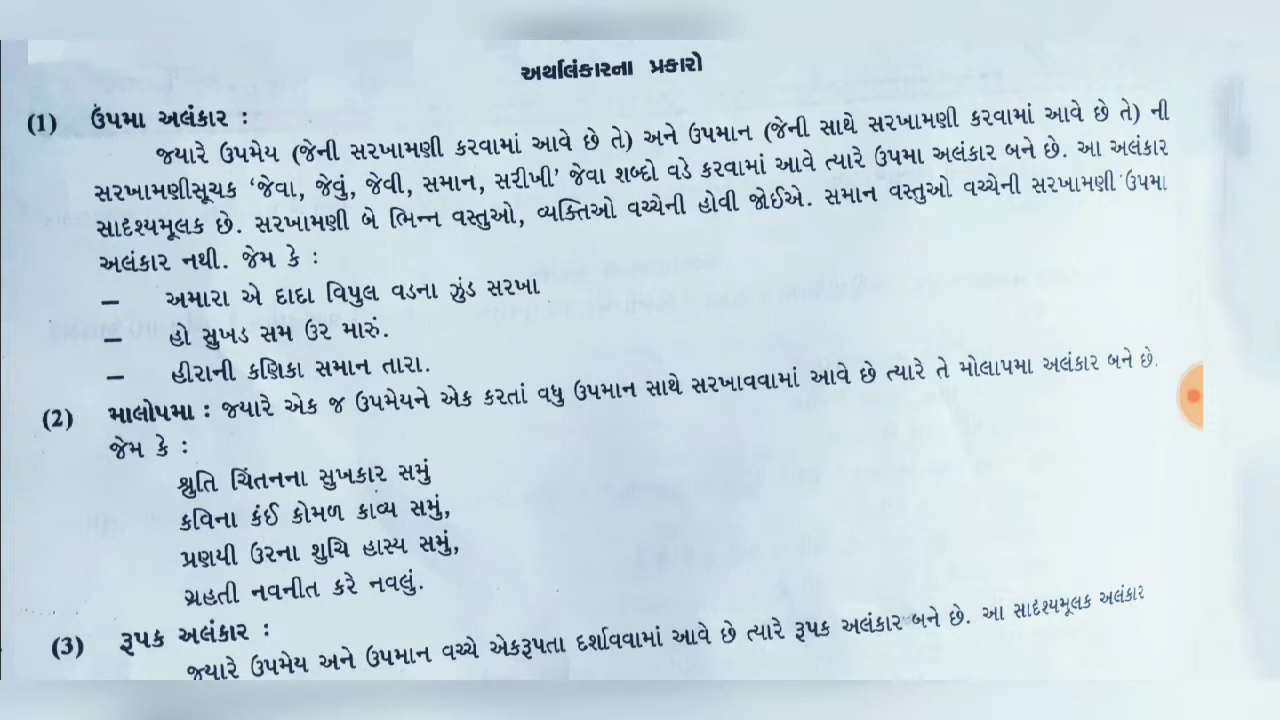 અર્થાલંકારના પ્રકારો
(1) ઉપમા અલંકાર :
જ્યારે ઉપમેય (જેની સરખામણી કરવામાં આવે છે તે) અને ઉપમાન (જેની સાથે સરખામણી કરવામાં આવે છે તે) ની
સરખામણીસૂચક ‘જેવા, જેવું, જેવી, સમાન, સરીખી’ જેવા શબ્દો વડે કરવામાં આવે ત્યારે ઉપમા અલંકાર બને છે. આ અલંકાર
સાદૃશ્યમૂલક છે. સરખામણી બે ભિન્ન વસ્તુઓ, વ્યક્તિઓ વચ્ચેની હોવી જોઈએ. સમાન વસ્તુઓ વચ્ચેની સરખામણી ઉપમા
અલંકાર નથી. જેમ કે :
– અમારા એ દાદા વિપુલ વડના ઝુંડ સરખા
– હો સુખડ સમ ઉર મારું.
– હીરાની કણિકા સમાન તારા.
(2) માલોપમા : જ્યારે એક જ ઉપમેયને એક કરતાં વધુ ઉપમાન સાથે સરખાવવામાં આવે છે ત્યારે તે મોલાપમા અલંકાર બને છે.
જેમ કે :
શ્રુતિ ચિંતનના સુખકાર સમું
કવિના કંઈ કોમળ કાવ્ય સમું,
પ્રણયી ઉરના શુચિ હાસ્ય સમું,
ગ્રહતી નવનીત કરે નવલું.
(3) રૂપક અલંકાર :
જ્યારે ઉપમેય અને ઉપમાન વચ્ચે એકરૂપતા દર્શાવવામાં આવે છે ત્યારે રૂપક અલંકાર બને છે. આ સાદૃશ્યમૂલક અલંકાર